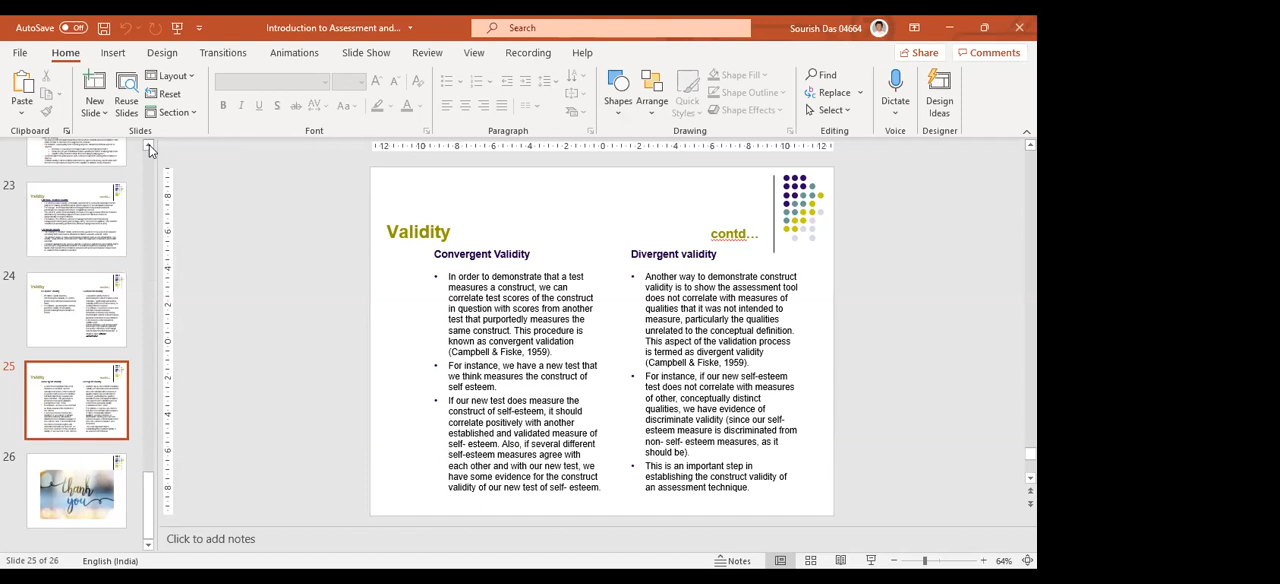 AutoSave Off Introduction to Assessment and... Search Sourish Das 04664
File Home Insert Design Transitions Animations Slide Show Review View Recording Help Share Comments
Paste New Slide Reuse Slides Layout Reset Section Shapes Arrange Quick Styles Shape Fill Shape Outline Shape Effects Find Replace Select Dictate Design Ideas
Clipboard Slides Font Paragraph Drawing Editing Voice Designer
23
24
25
26
thank you
Validity contd...
Convergent Validity
• In order to demonstrate that a test
measures a construct, we can
correlate test scores of the construct
in question with scores from another
test that purportedly measures the
same construct. This procedure is
known as convergent validation
(Campbell & Fiske, 1959).
• For instance, we have a new test that
we think measures the construct of
self esteem.
• If our new test does measure the
construct of self-esteem, it should
correlate positively with another
established and validated measure of
self- esteem. Also, if several different
self-esteem measures agree with
each other and with our new test, we
have some evidence for the construct
validity of our new test of self- esteem.
Divergent validity
• Another way to demonstrate construct
validity is to show the assessment tool
does not correlate with measures of
qualities that it was not intended to
measure, particularly the qualities
unrelated to the conceptual definition.
This aspect of the validation process
is termed as divergent validity
(Campbell & Fiske, 1959).
• For instance, if our new self-esteem
test does not correlate with measures
of other, conceptually distinct
qualities, we have evidence of
discriminate validity (since our self-
esteem measure is discriminated from
non- self- esteem measures, as it
should be).
• This is an important step in
establishing the construct validity of
an assessment technique.
Click to add notes
Slide 25 of 26 English (India) Notes 64%